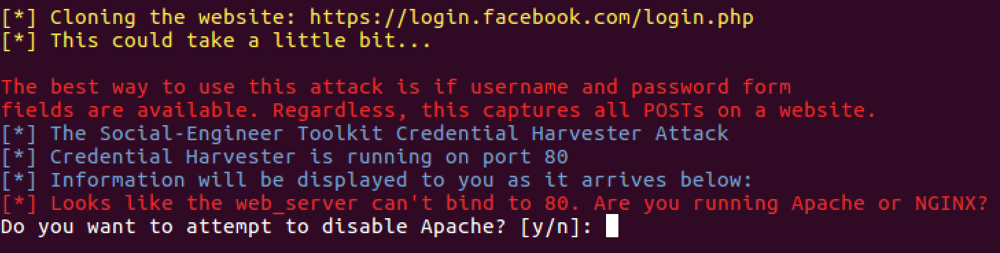 [*] Cloning the website: https://login.facebook.com/login.php
[*] This could take a little bit...
The best way to use this attack is if username and password form
fields are available. Regardless, this captures all POSTs on a website.
[*] The Social-Engineer Toolkit Credential Harvester Attack
[*] Credential Harvester is running on port 80
[*] Information will be displayed to you as it arrives below:
[*] Looks like the web_server can't bind to 80. Are you running Apache or NGINX?
Do you want to attempt to disable Apache? [y/n]: